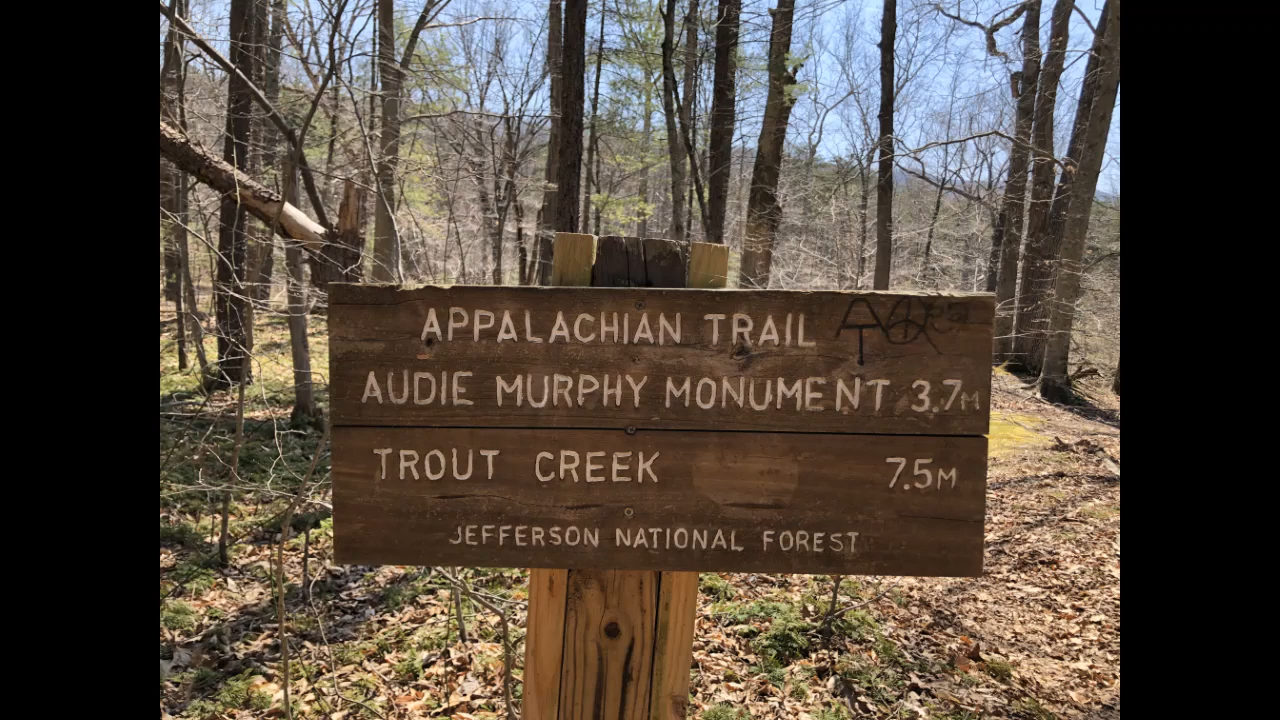 APPALACHIAN TRAIL
AUDIE MURPHY MONUMENT 3.7M
TROUT CREEK 7.5M
JEFFERSON NATIONAL FOREST